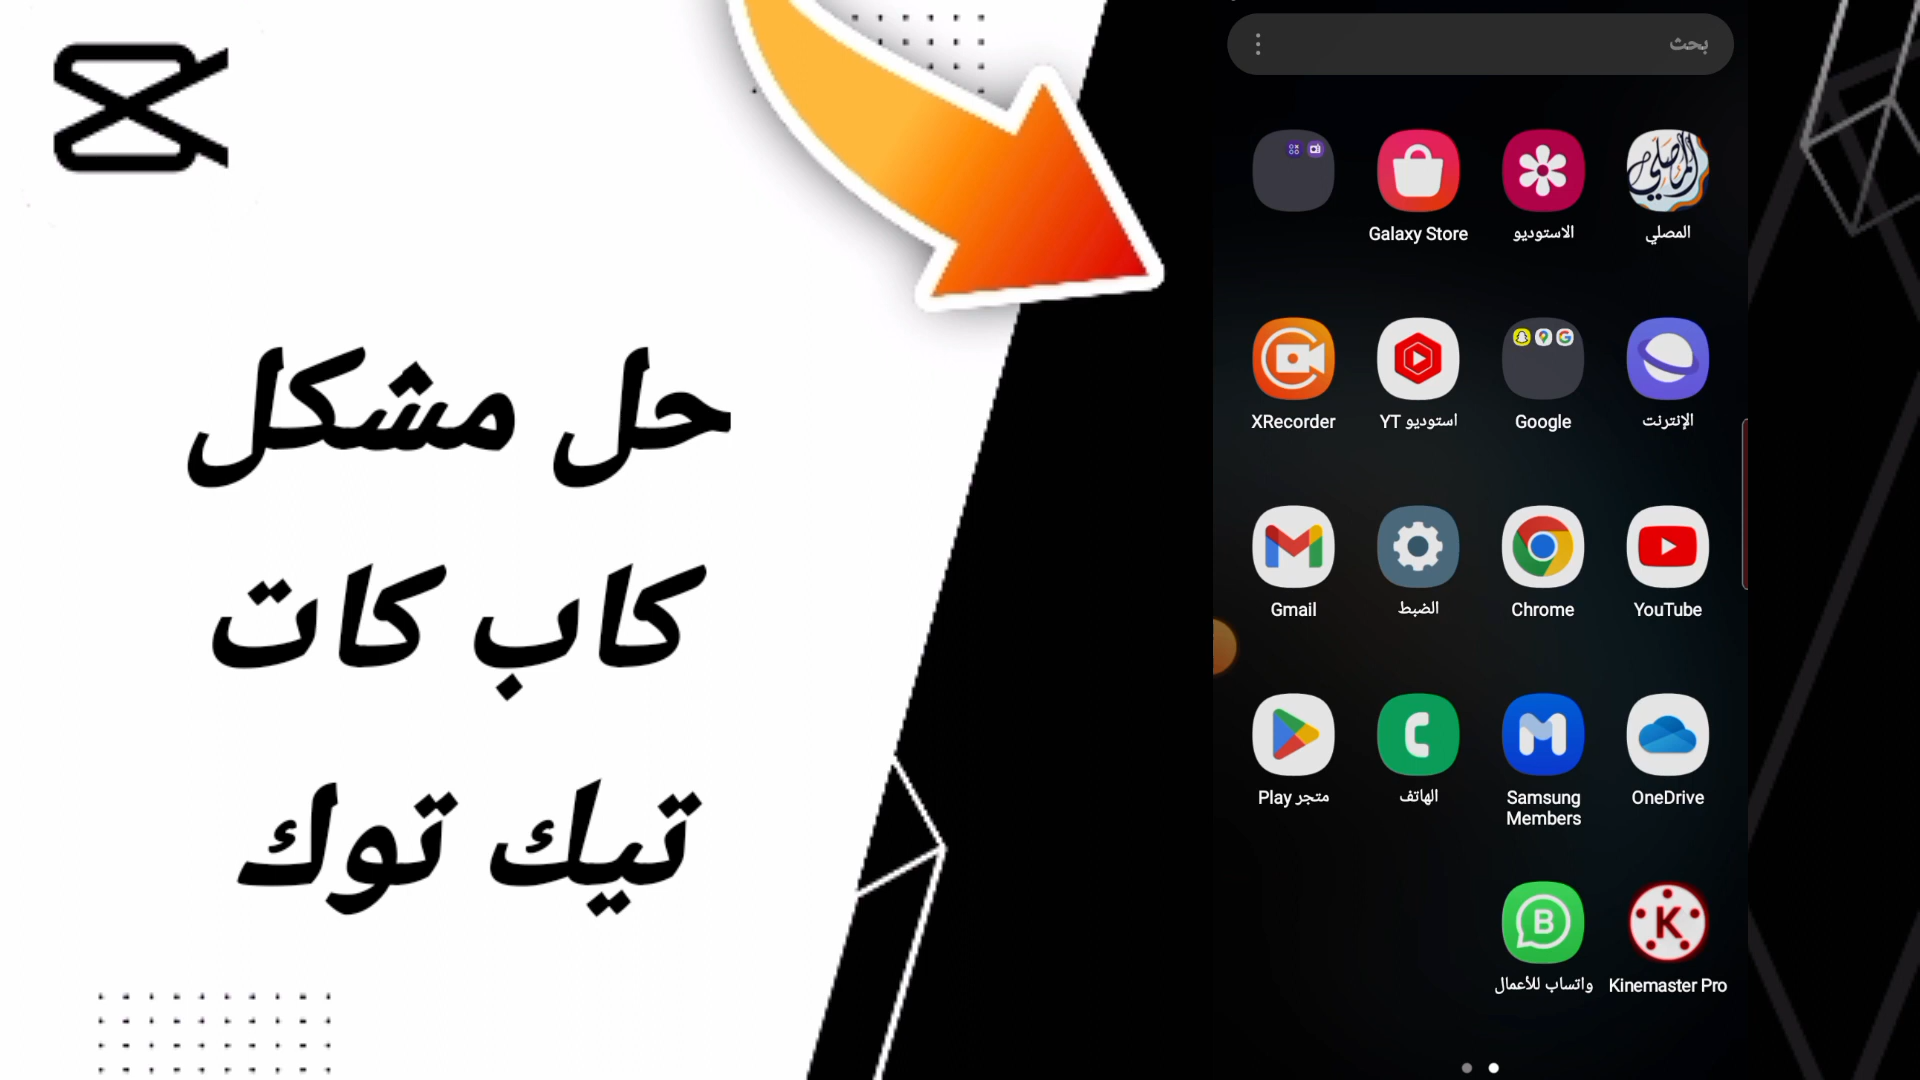 حل مشكل
كاب كات
تيك توك
بحث
المصلي
الاستوديو
Galaxy Store
الإنترنت
Google
استوديو YT
XRecorder
YouTube
Chrome
الضبط
Gmail
OneDrive
Samsung
Members
الهاتف
متجر Play
Kinemaster Pro
واتساب للأعمال